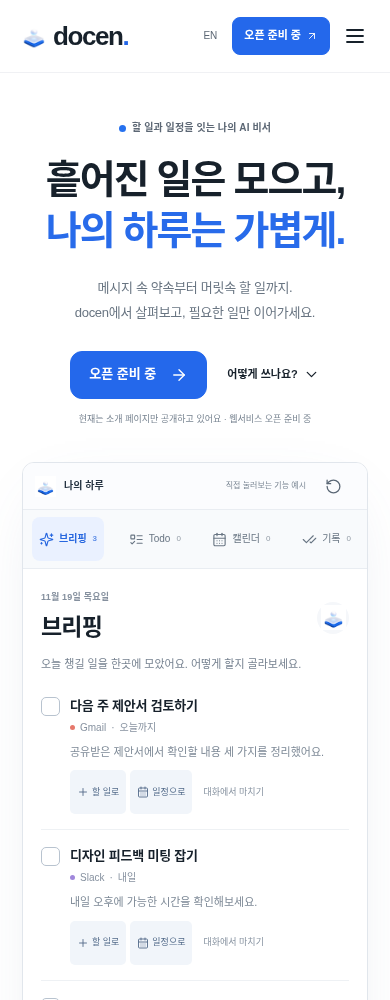 docen.
EN
오픈 준비 중
할 일과 일정을 잇는 나의 AI 비서
흩어진 일은 모으고,
나의 하루는 가볍게.
메시지 속 약속부터 머릿속 할 일까지.
docen에서 살펴보고, 필요한 일만 이어가세요.
오픈 준비 중
어떻게 쓰나요?
현재는 소개 페이지만 공개하고 있어요 · 웹서비스 오픈 준비 중
나의 하루
직접 눌러보는 기능 예시
브리핑 3
Todo 0
캘린더 0
기록 0
11월 19일 목요일
브리핑
오늘 챙길 일을 한곳에 모았어요. 어떻게 할지 골라보세요.
다음 주 제안서 검토하기
Gmail · 오늘까지
공유받은 제안서에서 확인할 내용 세 가지를 정리했어요.
할 일로
일정으로
대화에서 마치기
디자인 피드백 미팅 잡기
Slack · 내일
내일 오후에 가능한 시간을 확인해보세요.
할 일로
일정으로
대화에서 마치기